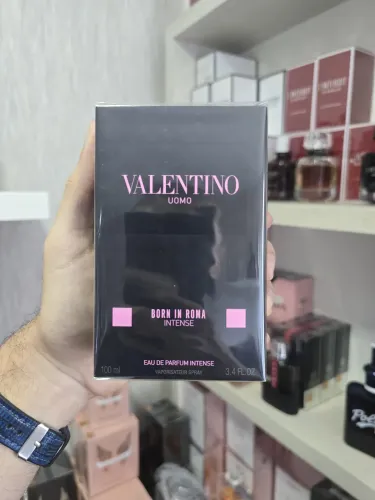 VALENTINO
UOMO
BORN IN ROMA
INTENSE
EAU DE PARFUM INTENSE
100 ml VAPORISATEUR SPRAY 3.4 FL. OZ